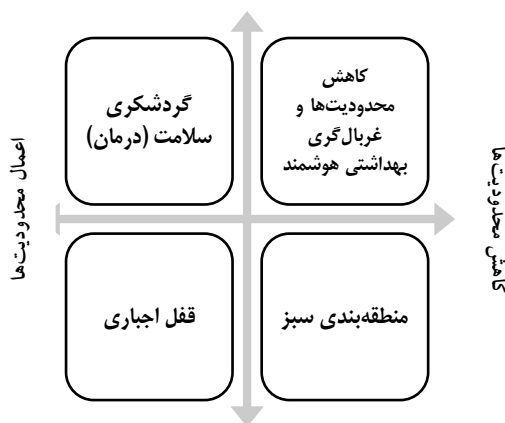 کاهش
محدودیت‌ها و
غربال‌گری
بهداشتی هوشمند
گردشکری
سلامت (درمان)
کاهش محدودیت‌ها
اعمال محدودیت‌ها
منطقه‌بندی سبز
قفل اجباری